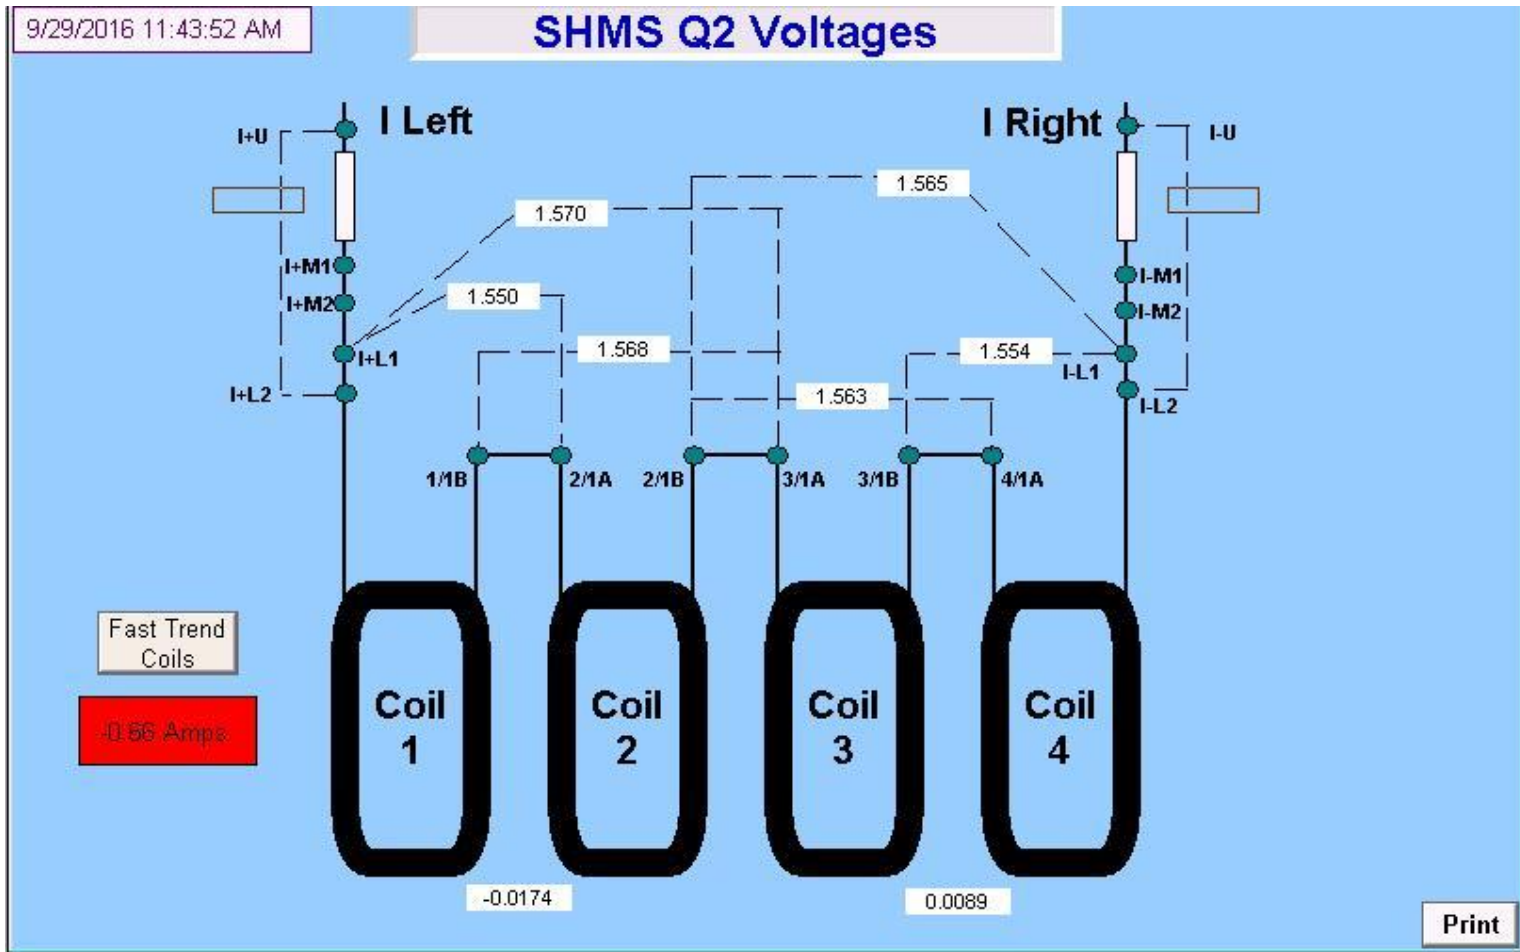 9/29/2016 11:43:52 AM
SHMS Q2 Voltages
I Left
I Right
I+U
I-U
1.565
1.570
I+M1
I-M1
I+M2
1.550
I-M2
I+L1
1.568
1.554
I-L1
I+L2
1.563
I-L2
1/1B
2/1A
2/1B
3/1A
3/1B
4/1A
Fast Trend
Coils
-0.56 Amps
Coil
1
Coil
2
Coil
3
Coil
4
-0.0174
0.0089
Print